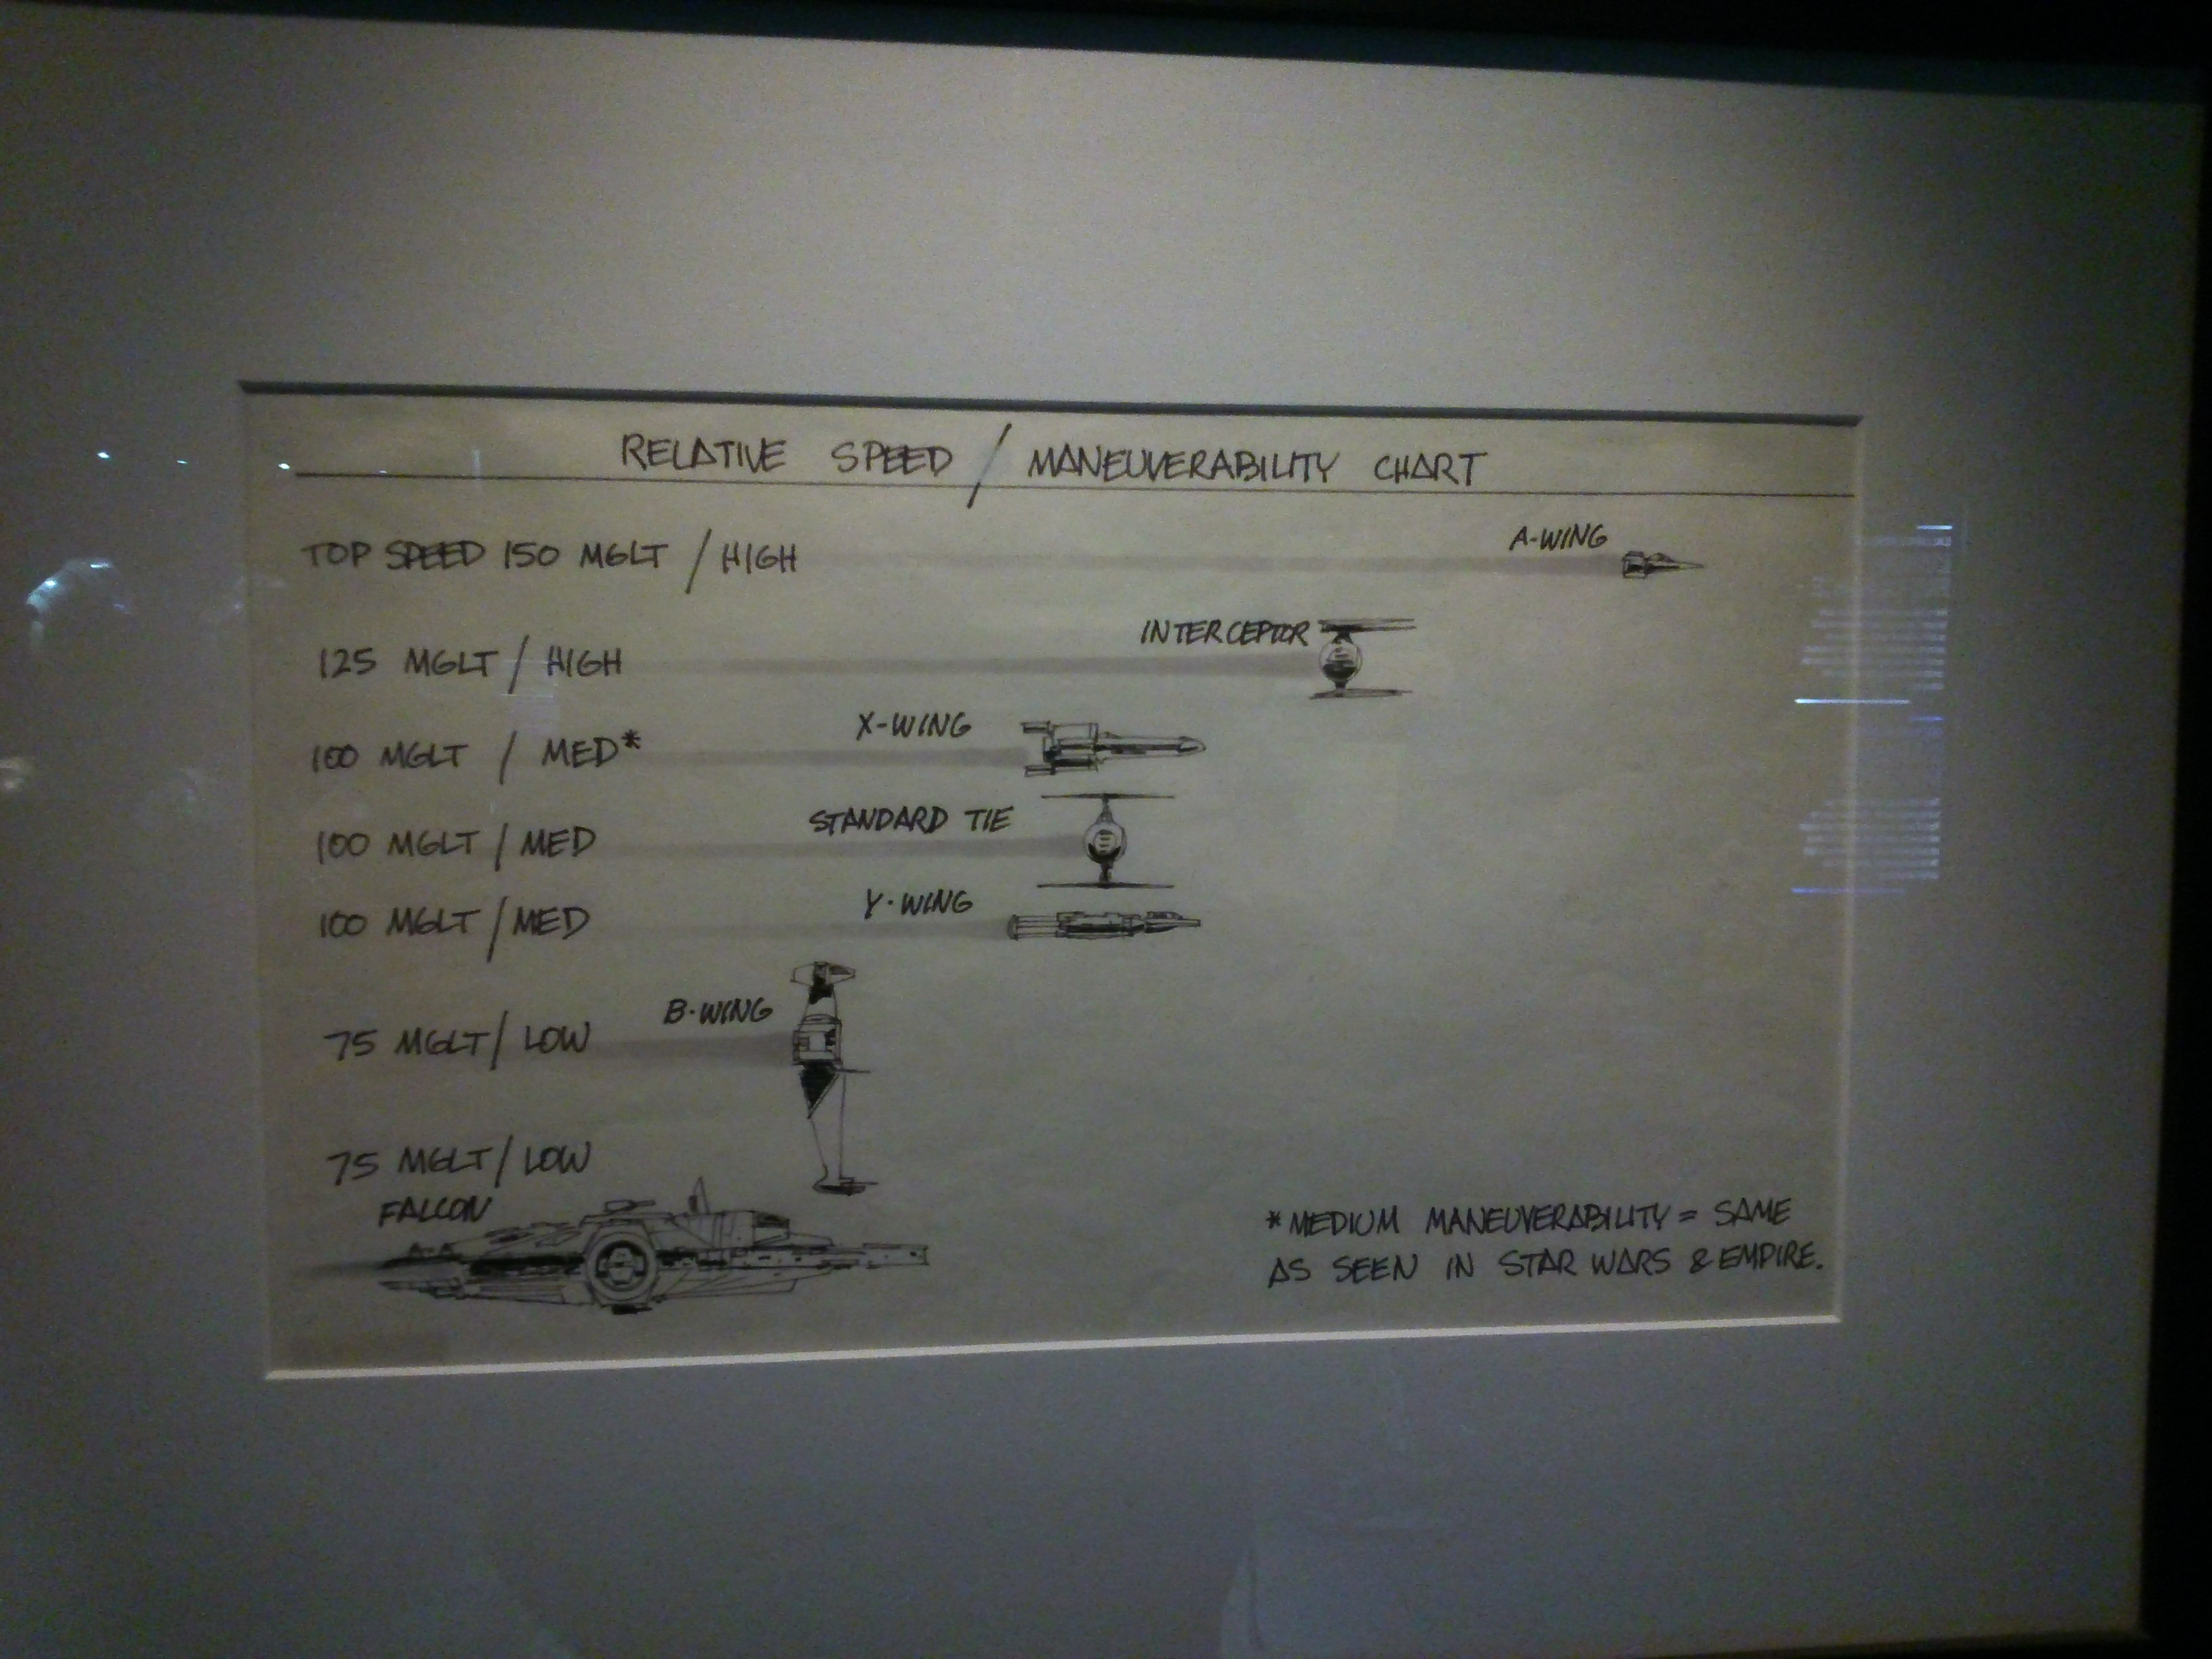 RELATIVE SPEED / MANEUVERABILITY CHART
TOP SPEED 150 MGLT / HIGH A-WING
125 MGLT / HIGH INTERCEPTOR
100 MGLT / MED* X-WING
100 MGLT / MED STANDARD TIE
100 MGLT / MED Y-WING
75 MGLT / LOW B-WING
75 MGLT / LOW
FALCON
*MEDIUM MANEUVERABILITY = SAME
AS SEEN IN STAR WARS & EMPIRE.